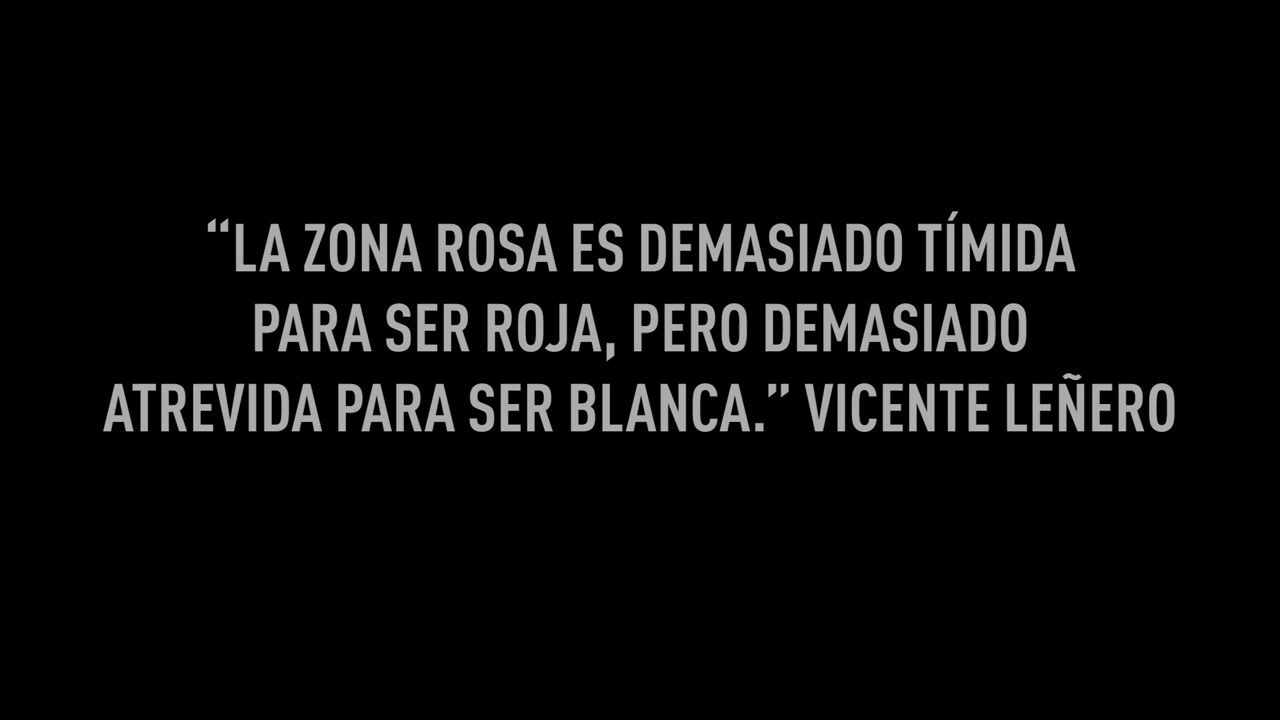 “LA ZONA ROSA ES DEMASIADO TÍMIDA
PARA SER ROJA, PERO DEMASIADO
ATREVIDA PARA SER BLANCA.” VICENTE LEÑERO